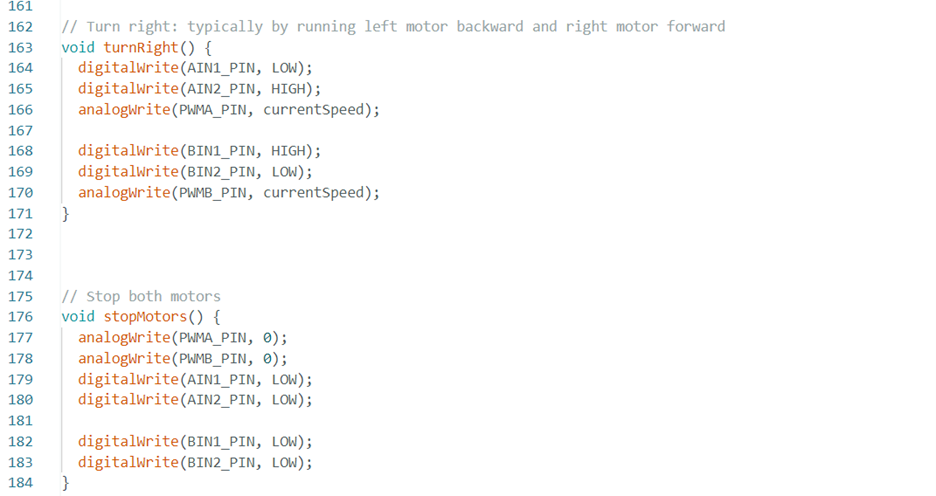 161
162 // Turn right: typically by running left motor backward and right motor forward
163 void turnRight() {
164   digitalWrite(AIN1_PIN, LOW);
165   digitalWrite(AIN2_PIN, HIGH);
166   analogWrite(PWMA_PIN, currentSpeed);
167
168   digitalWrite(BIN1_PIN, HIGH);
169   digitalWrite(BIN2_PIN, LOW);
170   analogWrite(PWMB_PIN, currentSpeed);
171 }
172
173
174
175 // Stop both motors
176 void stopMotors() {
177   analogWrite(PWMA_PIN, 0);
178   analogWrite(PWMB_PIN, 0);
179   digitalWrite(AIN1_PIN, LOW);
180   digitalWrite(AIN2_PIN, LOW);
181
182   digitalWrite(BIN1_PIN, LOW);
183   digitalWrite(BIN2_PIN, LOW);
184 }